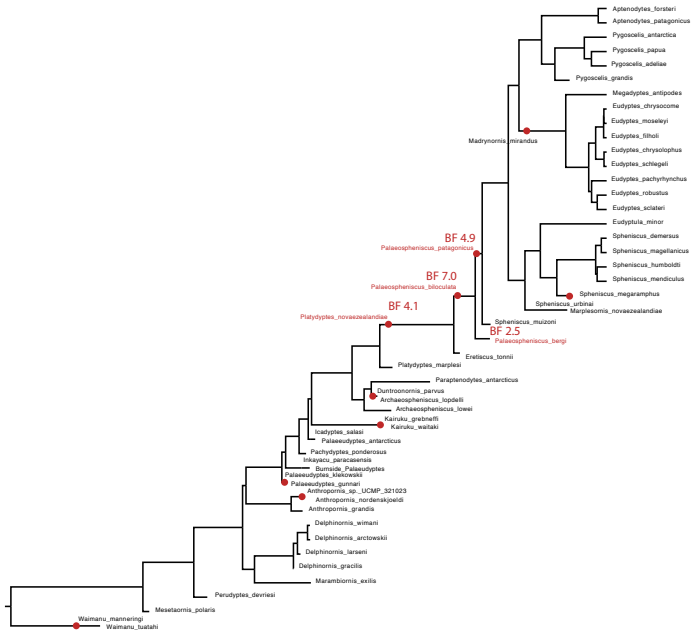 Aptenodytes_forsteri
Aptenodytes_patagonicus
Pygoscelis_antarctica
Pygoscelis_papua
Pygoscelis_adeliae
Pygoscelis_grandis
Megadyptes_antipodes
Eudyptes_chrysocome
Eudyptes_moseleyi
Eudyptes_filholi
Madrynornis_mirandus
Eudyptes_chrysolophus
Eudyptes_schlegeli
Eudyptes_pachyrhynchus
Eudyptes_robustus
Eudyptes_sclateri
Eudyptula_minor
Spheniscus_demersus
BF 4.9
Palaeospheniscus_patagonicus
Spheniscus_magellanicus
Spheniscus_humboldti
BF 7.0
Spheniscus_mendiculus
Palaeospheniscus_biloculata
Spheniscus_megaramphus
Spheniscus_urbinai
BF 4.1
Marplesornis_novaezealandiae
Platydyptes_novaezealandiae
Spheniscus_muizoni
BF 2.5
Palaeospheniscus_bergi
Eretiscus_tonnii
Platydyptes_marplesi
Paraptenodytes_antarcticus
Duntroonornis_parvus
Archaeospheniscus_lopdelli
Archaeospheniscus_lowei
Kairuku_grebneffi
Kairuku_waitaki
Icadyptes_salasi
Palaeeudyptes_antarcticus
Pachydyptes_ponderosus
Inkayacu_paracasensis
Burnside_Palaeudyptes
Palaeeudyptes_klekowskii
Palaeeudyptes_gunnari
Anthropornis_sp._UCMP_321023
Anthropornis_nordenskjoeldi
Anthropornis_grandis
Delphinornis_wimani
Delphinornis_arctowskii
Delphinornis_larseni
Delphinornis_gracilis
Marambiornis_exilis
Perudyptes_devriesi
Mesetaornis_polaris
Waimanu_manneringi
Waimanu_tuatahi